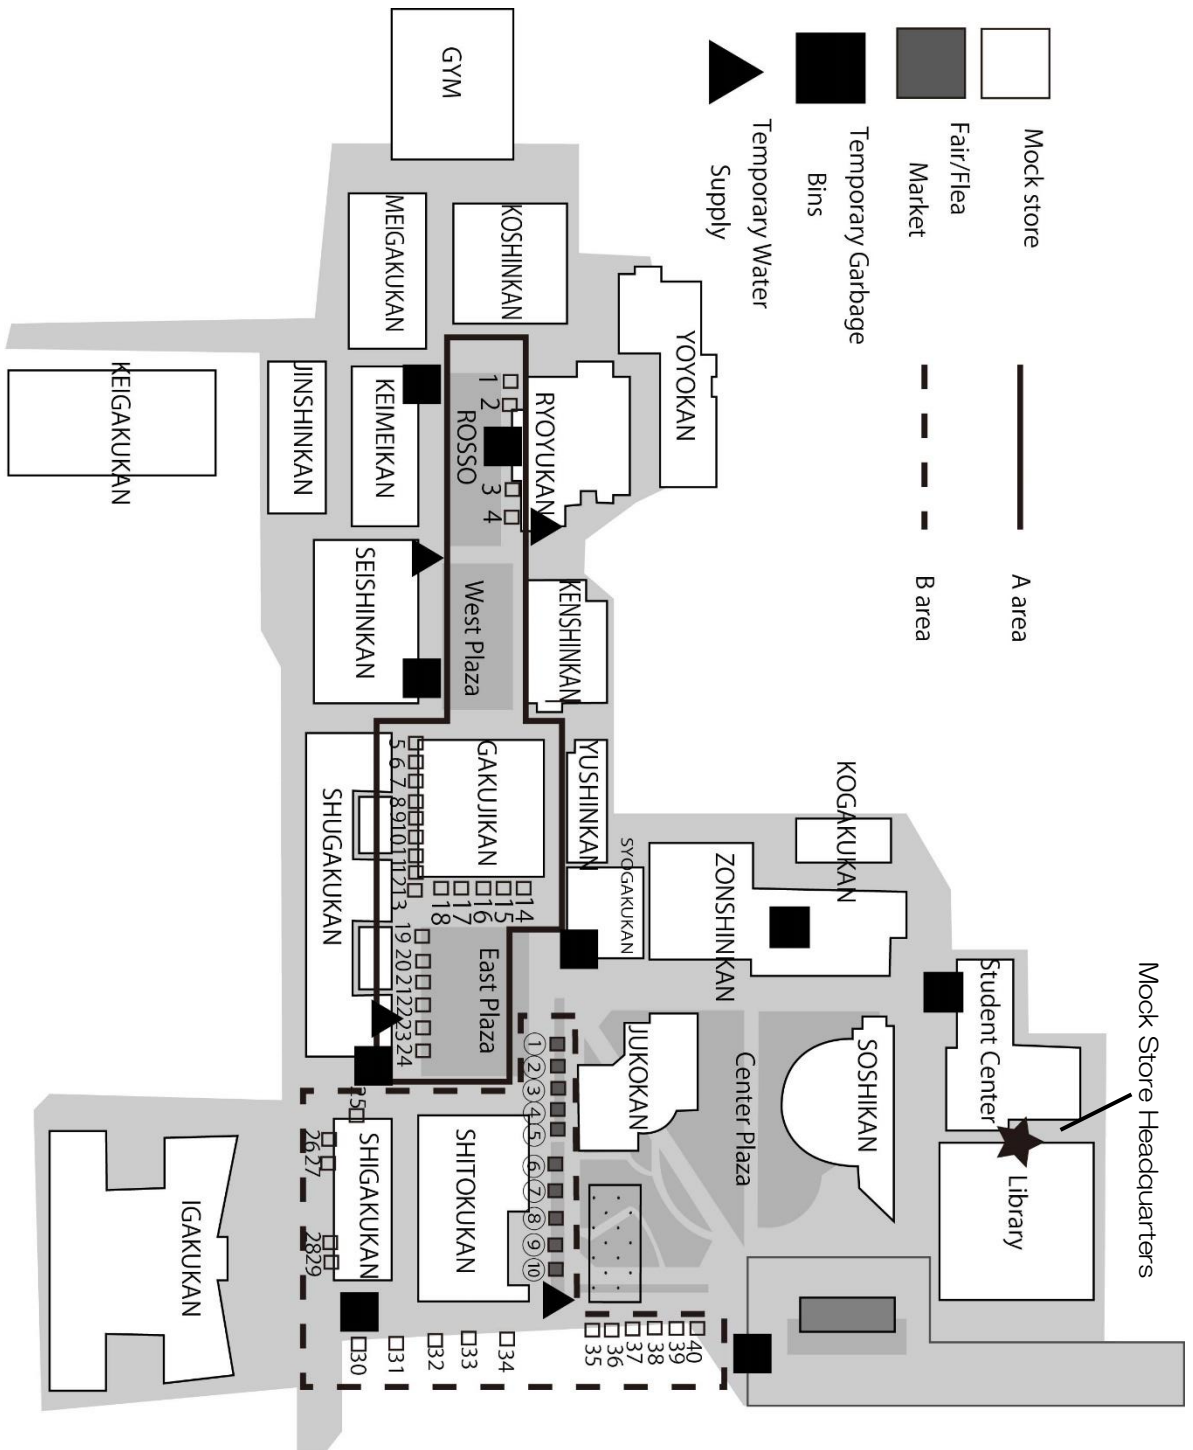 Mock store
Fair/Flea
Market
Temporary Garbage
Bins
Temporary Water
Supply
A area
B area
Mock Store Headquarters
GYM
KOSHINKAN
MEIGAKUKAN
YOYOKAN
RYOYUKAN
KEIMEIKAN
JINSHINKAN
KEIGAKUKAN
ROSSO
1
2
3
4
KENSHINKAN
West Plaza
SEISHINKAN
YUSHINKAN
GAKUJIKAN
SHUGAKUKAN
SYOGAKUKAN
KOGAKUKAN
ZONSHINKAN
5
6
7
8
9
10
11
12
13
14
15
16
17
18
19
20
21
22
23
24
East Plaza
Student Center
Library
SOSHIKAN
Center Plaza
JUKOKAN
①
②
③
④
⑤
⑥
⑦
⑧
⑨
⑩
SHITOKUKAN
SHIGAKUKAN
IGAKUKAN
25
26
27
28
29
30
31
32
33
34
35
36
37
38
39
40